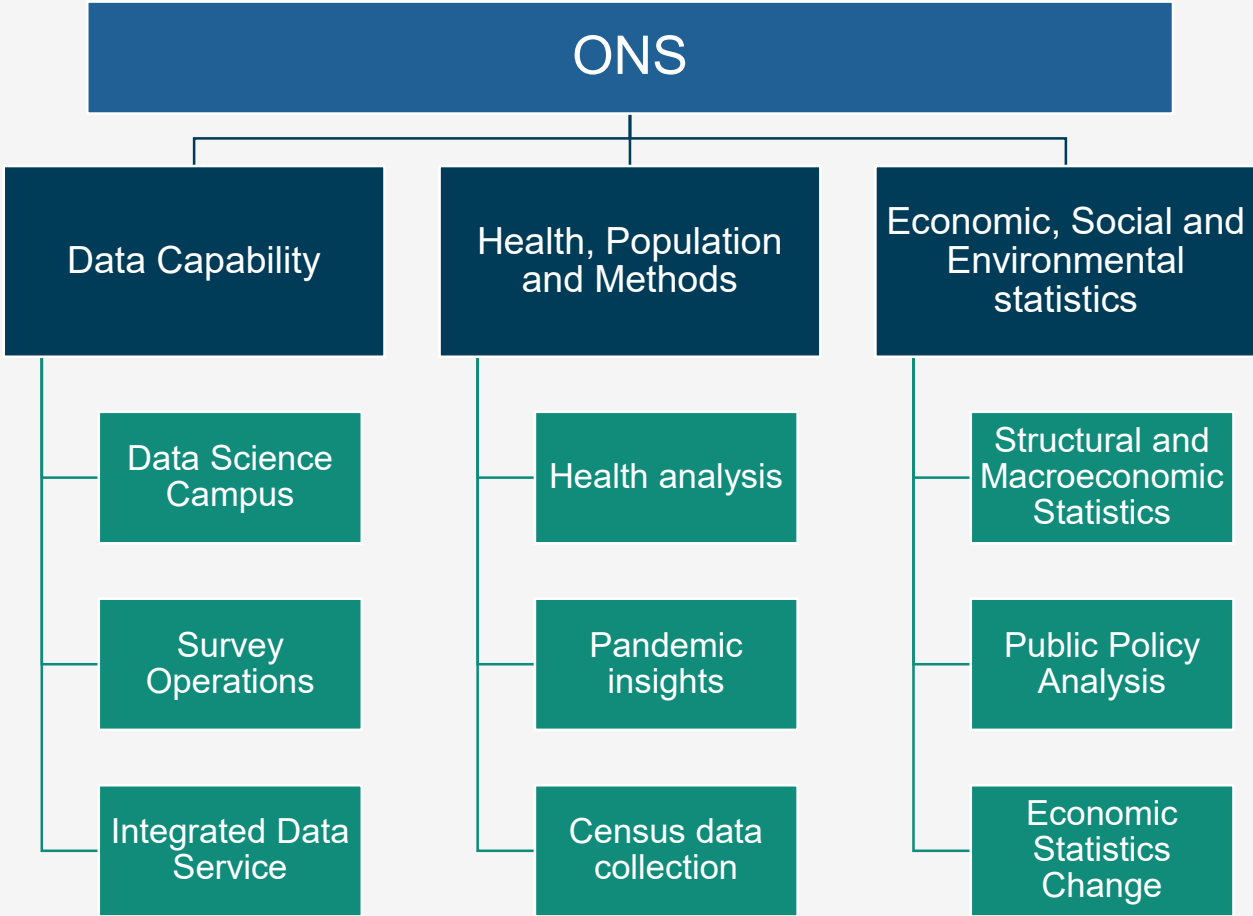 ONS
Data Capability
Health, Population
and Methods
Economic, Social and
Environmental
statistics
Data Science
Campus
Survey
Operations
Integrated Data
Service
Health analysis
Pandemic
insights
Census data
collection
Structural and
Macroeconomic
Statistics
Public Policy
Analysis
Economic
Statistics
Change